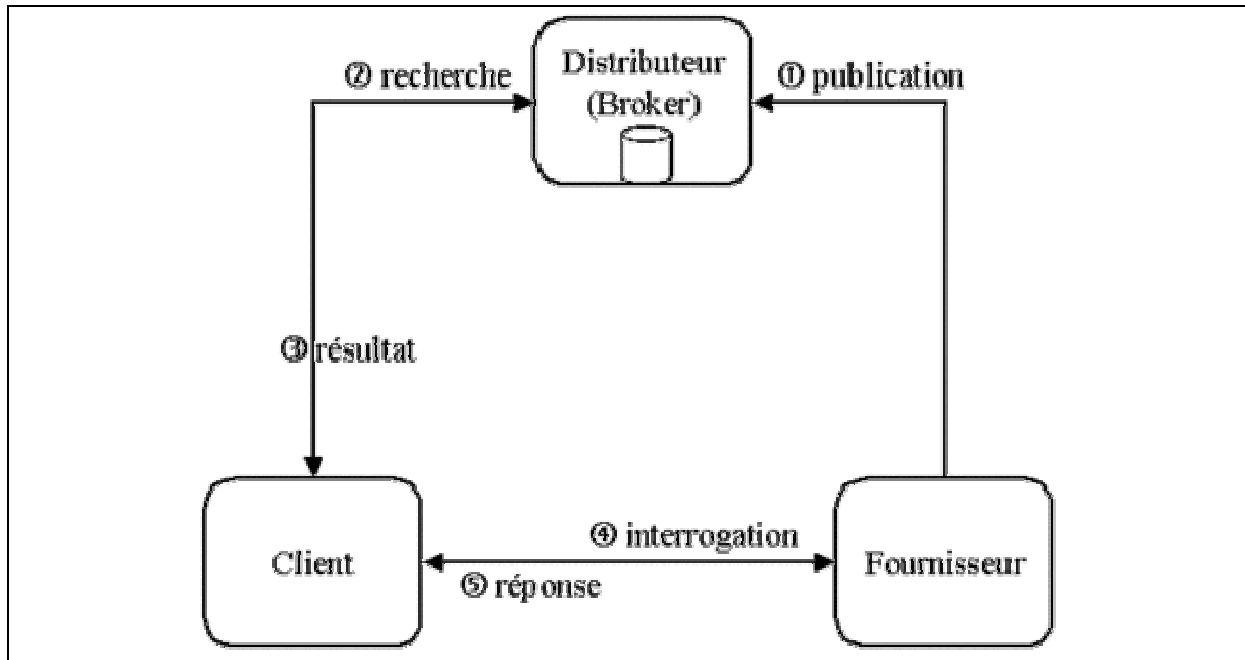 Distributeur
(Broker)
② recherche
① publication
③ résultat
④ interrogation
Client
Fournisseur
⑤ réponse